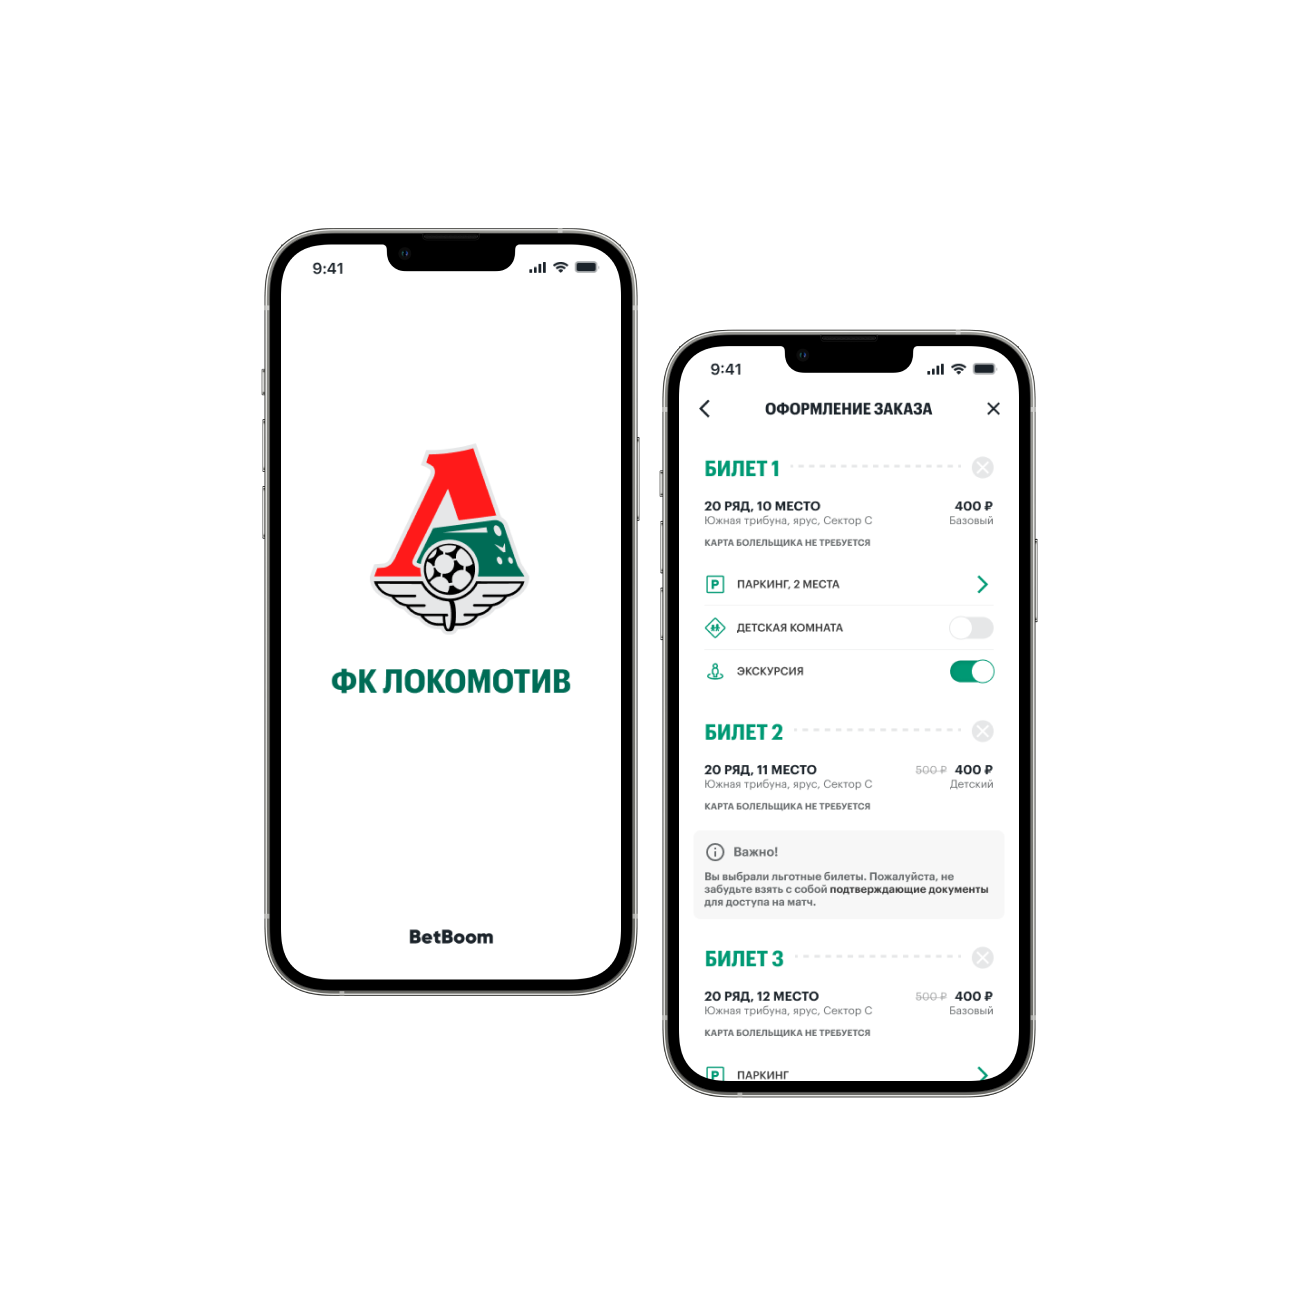 9:41
ФК ЛОКОМОТИВ
BetBoom
9:41
ОФОРМЛЕНИЕ ЗАКАЗА
БИЛЕТ 1
20 РЯД, 10 МЕСТО 400 ₽
Южная трибуна, ярус, Сектор C Базовый
КАРТА БОЛЕЛЬЩИКА НЕ ТРЕБУЕТСЯ
P ПАРКИНГ, 2 МЕСТА
ДЕТСКАЯ КОМНАТА
ЭКСКУРСИЯ
БИЛЕТ 2
20 РЯД, 11 МЕСТО 500 ₽ 400 ₽
Южная трибуна, ярус, Сектор C Детский
КАРТА БОЛЕЛЬЩИКА НЕ ТРЕБУЕТСЯ
Важно!
Вы выбрали льготные билеты. Пожалуйста, не
забудьте взять с собой подтверждающие документы
для доступа на матч.
БИЛЕТ 3
20 РЯД, 12 МЕСТО 500 ₽ 400 ₽
Южная трибуна, ярус, Сектор C Базовый
КАРТА БОЛЕЛЬЩИКА НЕ ТРЕБУЕТСЯ
P ПАРКИНГ